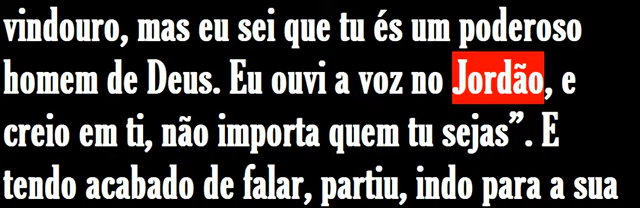 vindouro, mas eu sei que tu és um poderoso
homem de Deus. Eu ouvi a voz no Jordão, e
creio em ti, não importa quem tu sejas”. E
tendo acabado de falar, partiu, indo para a sua